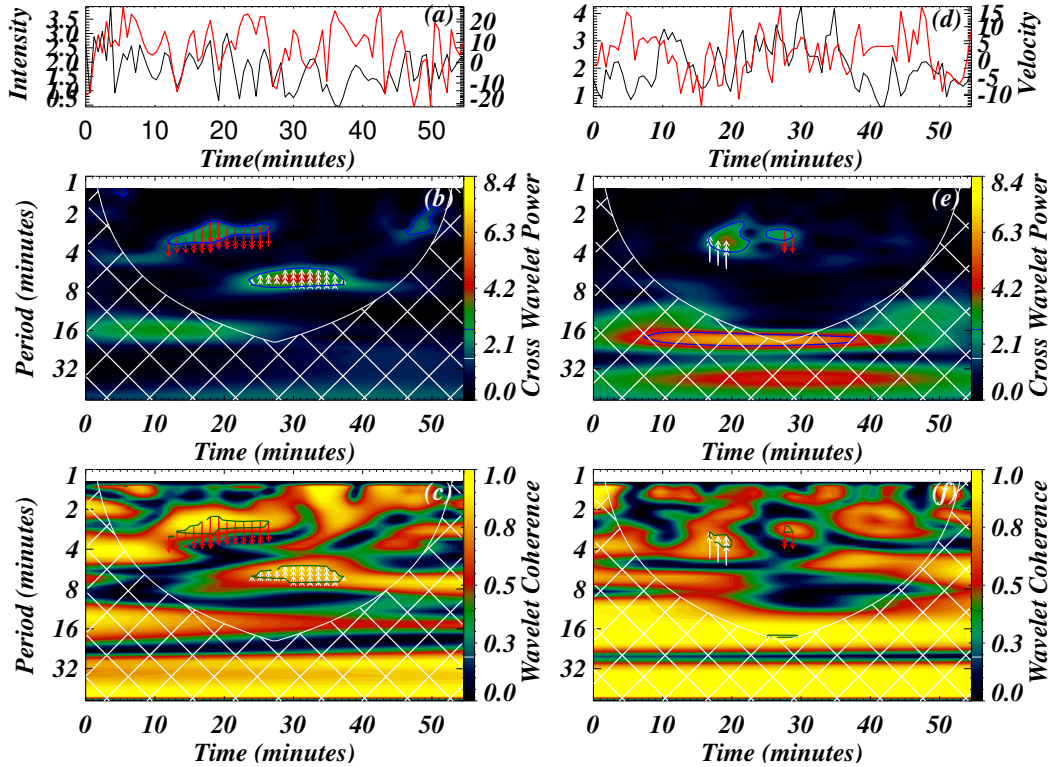 (a)
Intensity
3.5
3.0
2.5
2.0
1.5
1.0
0.5
20
10
0
-10
-20
0 10 20 30 40 50
Time(minutes)
(d)
4
3
2
1
15
10
5
0
-5
-10
Velocity
0 10 20 30 40 50
Time(minutes)
(b)
Period (minutes)
1
2
4
8
16
32
0 10 20 30 40 50
Time (minutes)
8.4
6.3
4.2
2.1
0.0
Cross Wavelet Power
(e)
1
2
4
8
16
32
0 10 20 30 40 50
Time (minutes)
8.4
6.3
4.2
2.1
0.0
Cross Wavelet Power
(c)
Period (minutes)
1
2
4
8
16
32
0 10 20 30 40 50
Time (minutes)
1.0
0.8
0.5
0.3
0.0
Wavelet Coherence
(f)
1
2
4
8
16
32
0 10 20 30 40 50
Time (minutes)
1.0
0.8
0.5
0.3
0.0
Wavelet Coherence